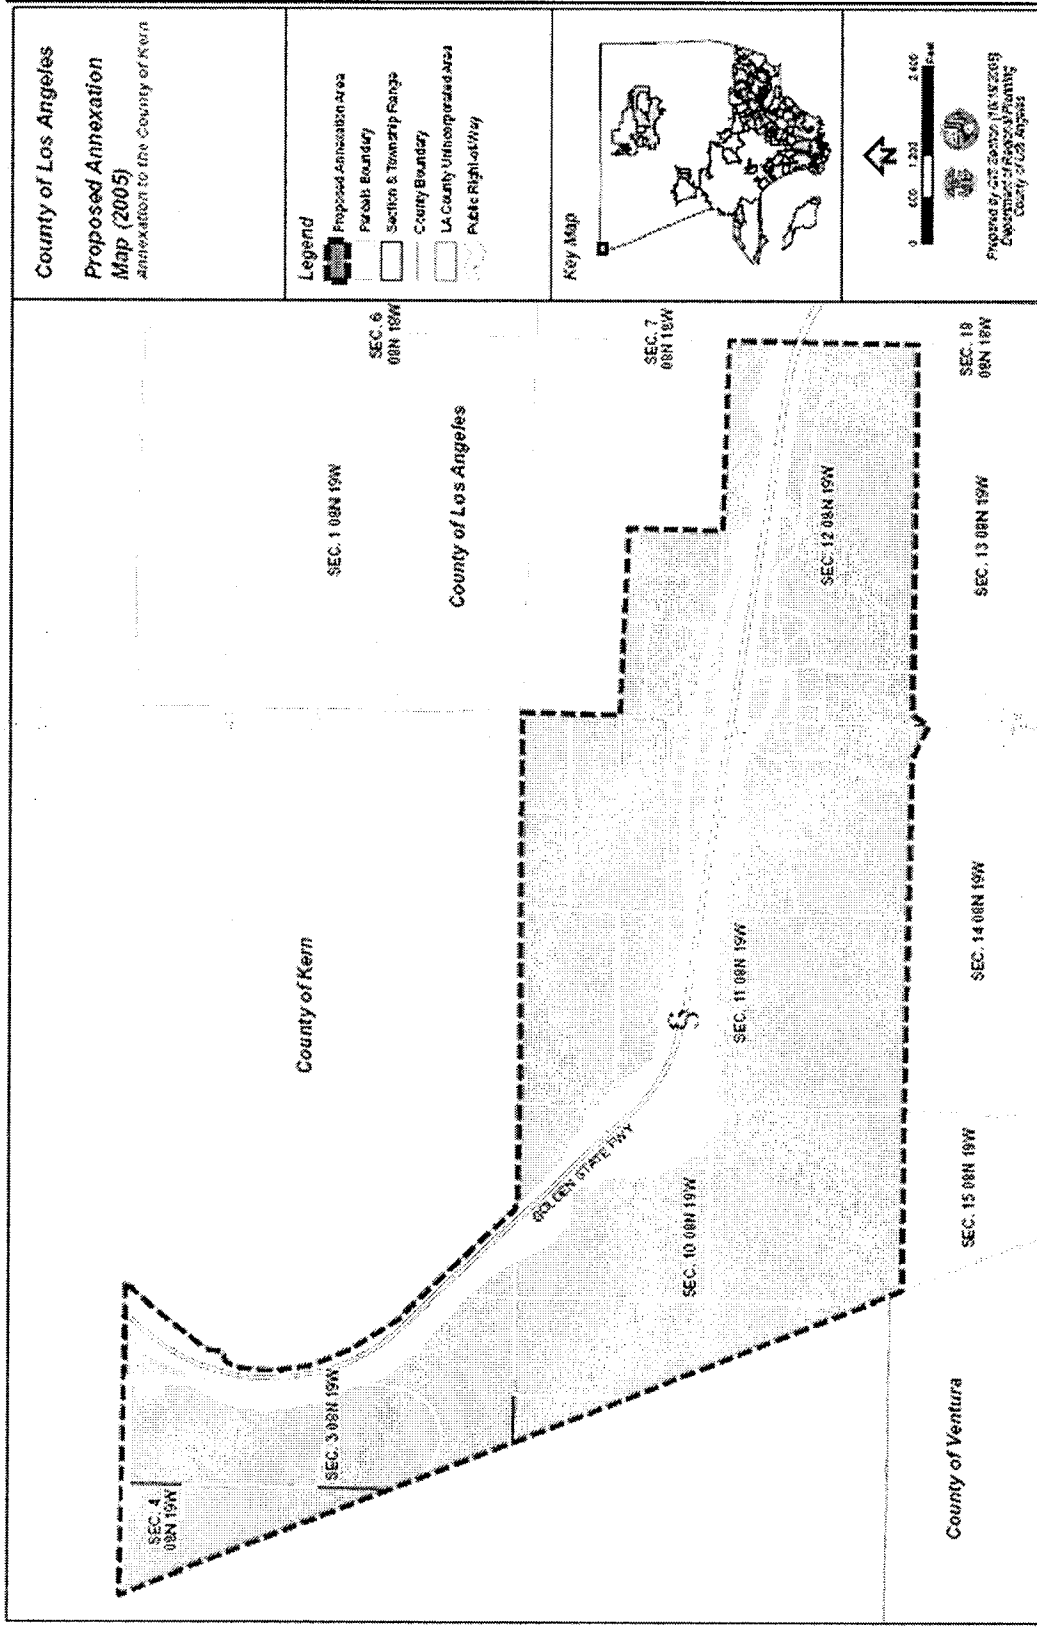 County of Los Angeles
Proposed Annexation
Map (2005)
Annexation to the County of Kern
Legend
Proposed Annexation Area
Parcels Boundary
Section & Township Range
County Boundary
LA County Unincorporated Area
Public Right-of-Way
Key Map
N
0 600 1,200 2,400
Feet
Department of Regional Planning
County of Los Angeles
SEC. 6
08N 18W
SEC. 1 08N 19W
County of Los Angeles
SEC. 7
08N 18W
SEC. 12 08N 19W
SEC. 18
08N 18W
SEC. 13 08N 19W
County of Kern
SEC. 11 08N 19W
SEC. 14 08N 19W
GOLDEN STATE FWY
SEC. 10 08N 19W
SEC. 15 08N 19W
SEC. 3 08N 19W
SEC. 4
08N 19W
County of Ventura